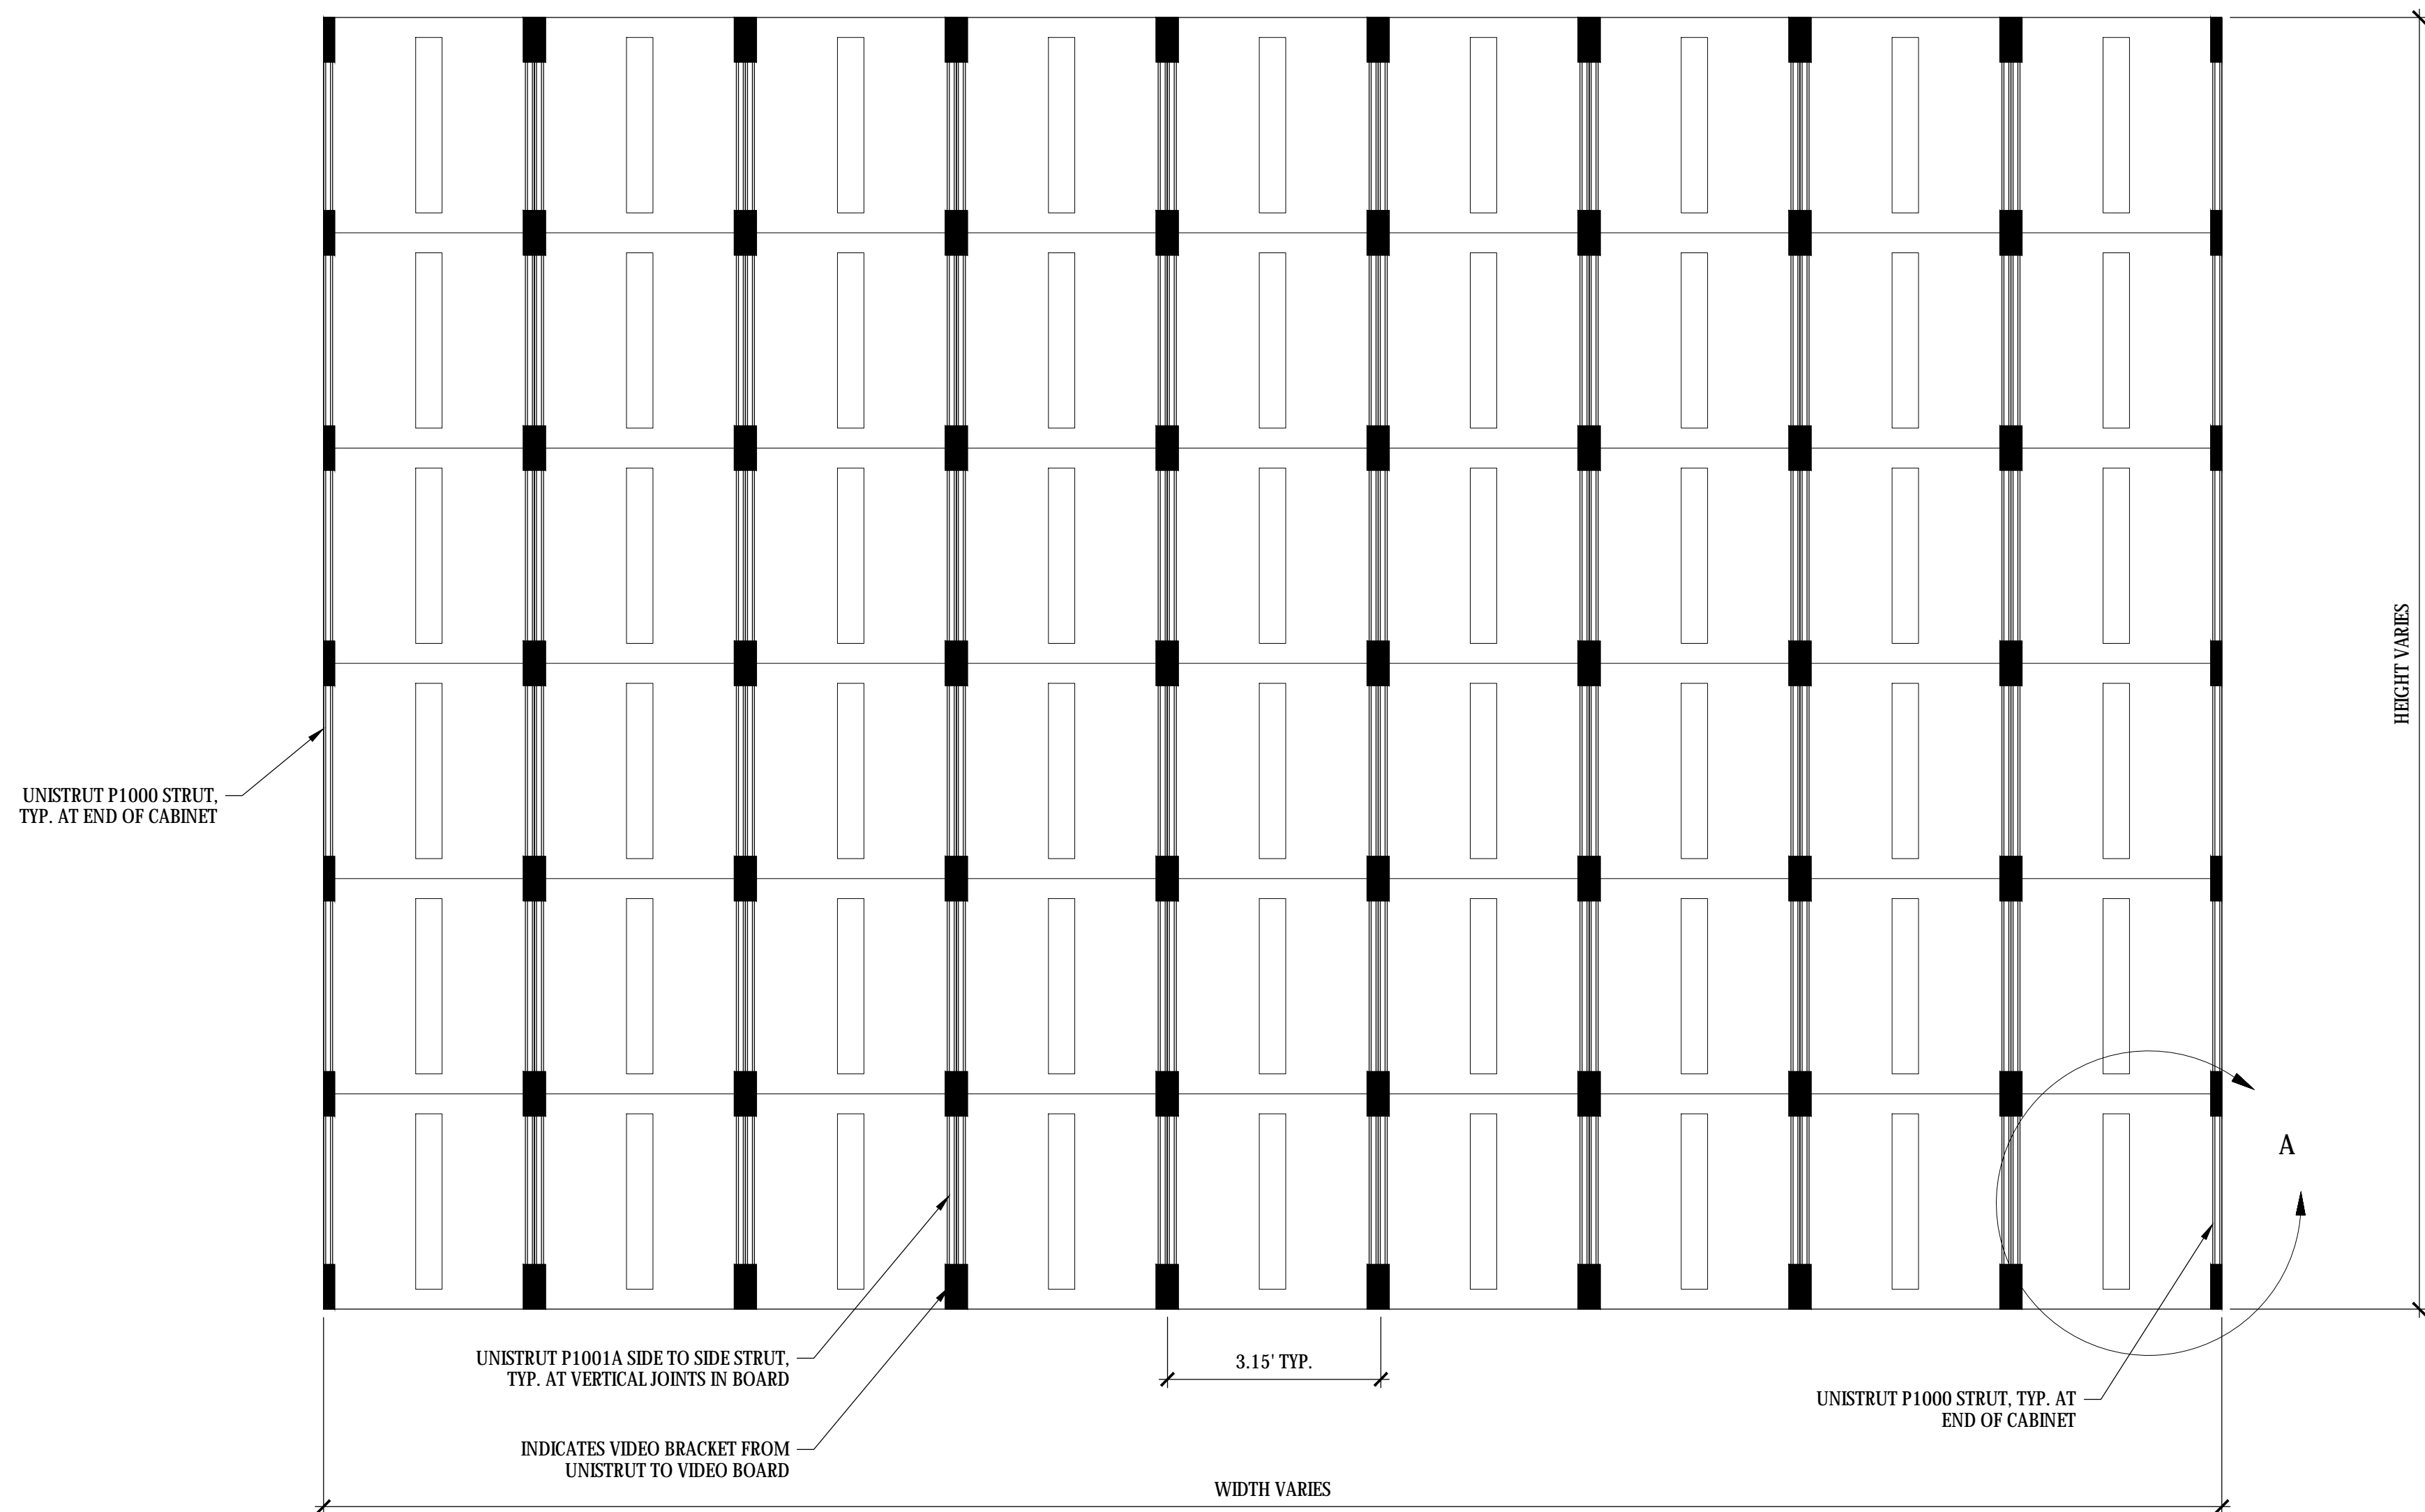 HEIGHT VARIES
UNISTRUT P1000 STRUT,
TYP. AT END OF CABINET
A
UNISTRUT P1001A SIDE TO SIDE STRUT,
TYP. AT VERTICAL JOINTS IN BOARD
3.15' TYP.
UNISTRUT P1000 STRUT, TYP. AT
END OF CABINET
INDICATES VIDEO BRACKET FROM
UNISTRUT TO VIDEO BOARD
WIDTH VARIES